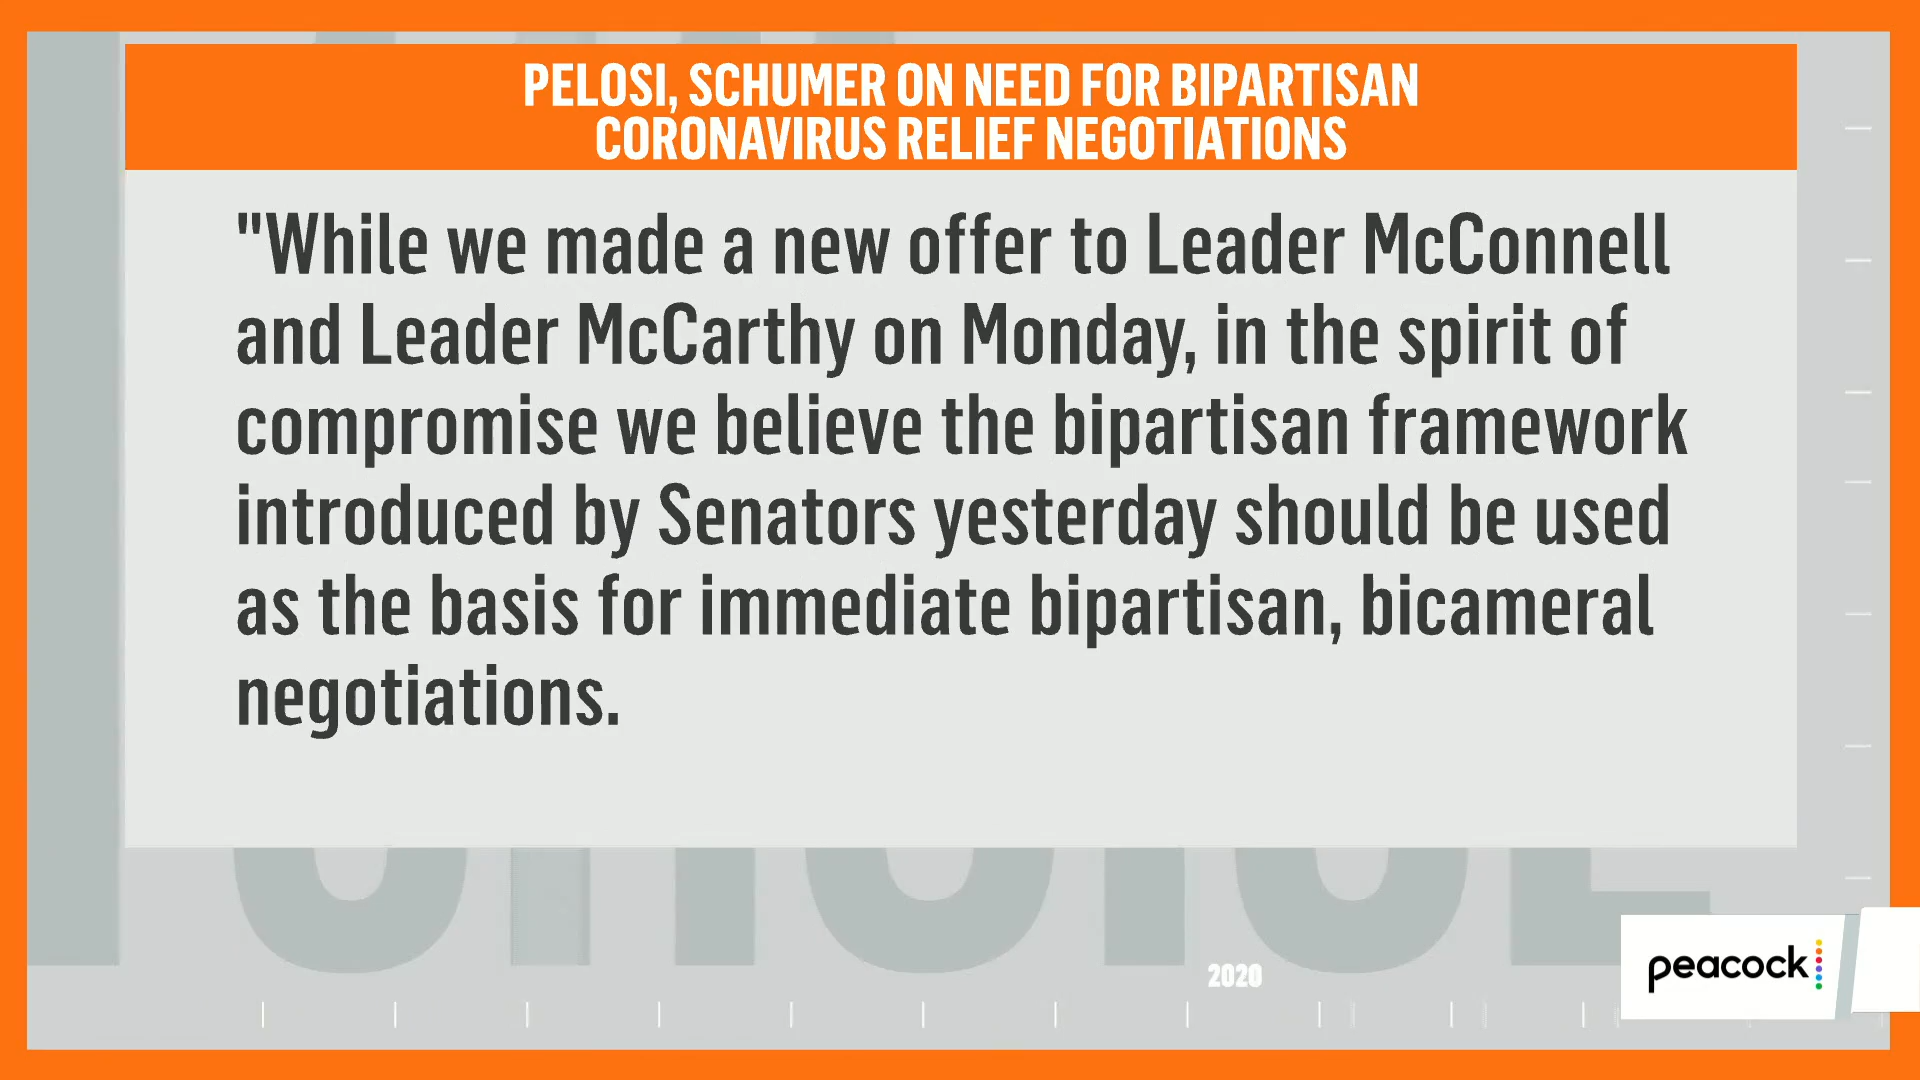 PELOSI, SCHUMER ON NEED FOR BIPARTISAN
CORONAVIRUS RELIEF NEGOTIATIONS
"While we made a new offer to Leader McConnell
and Leader McCarthy on Monday, in the spirit of
compromise we believe the bipartisan framework
introduced by Senators yesterday should be used
as the basis for immediate bipartisan, bicameral
negotiations.
2020
peacock